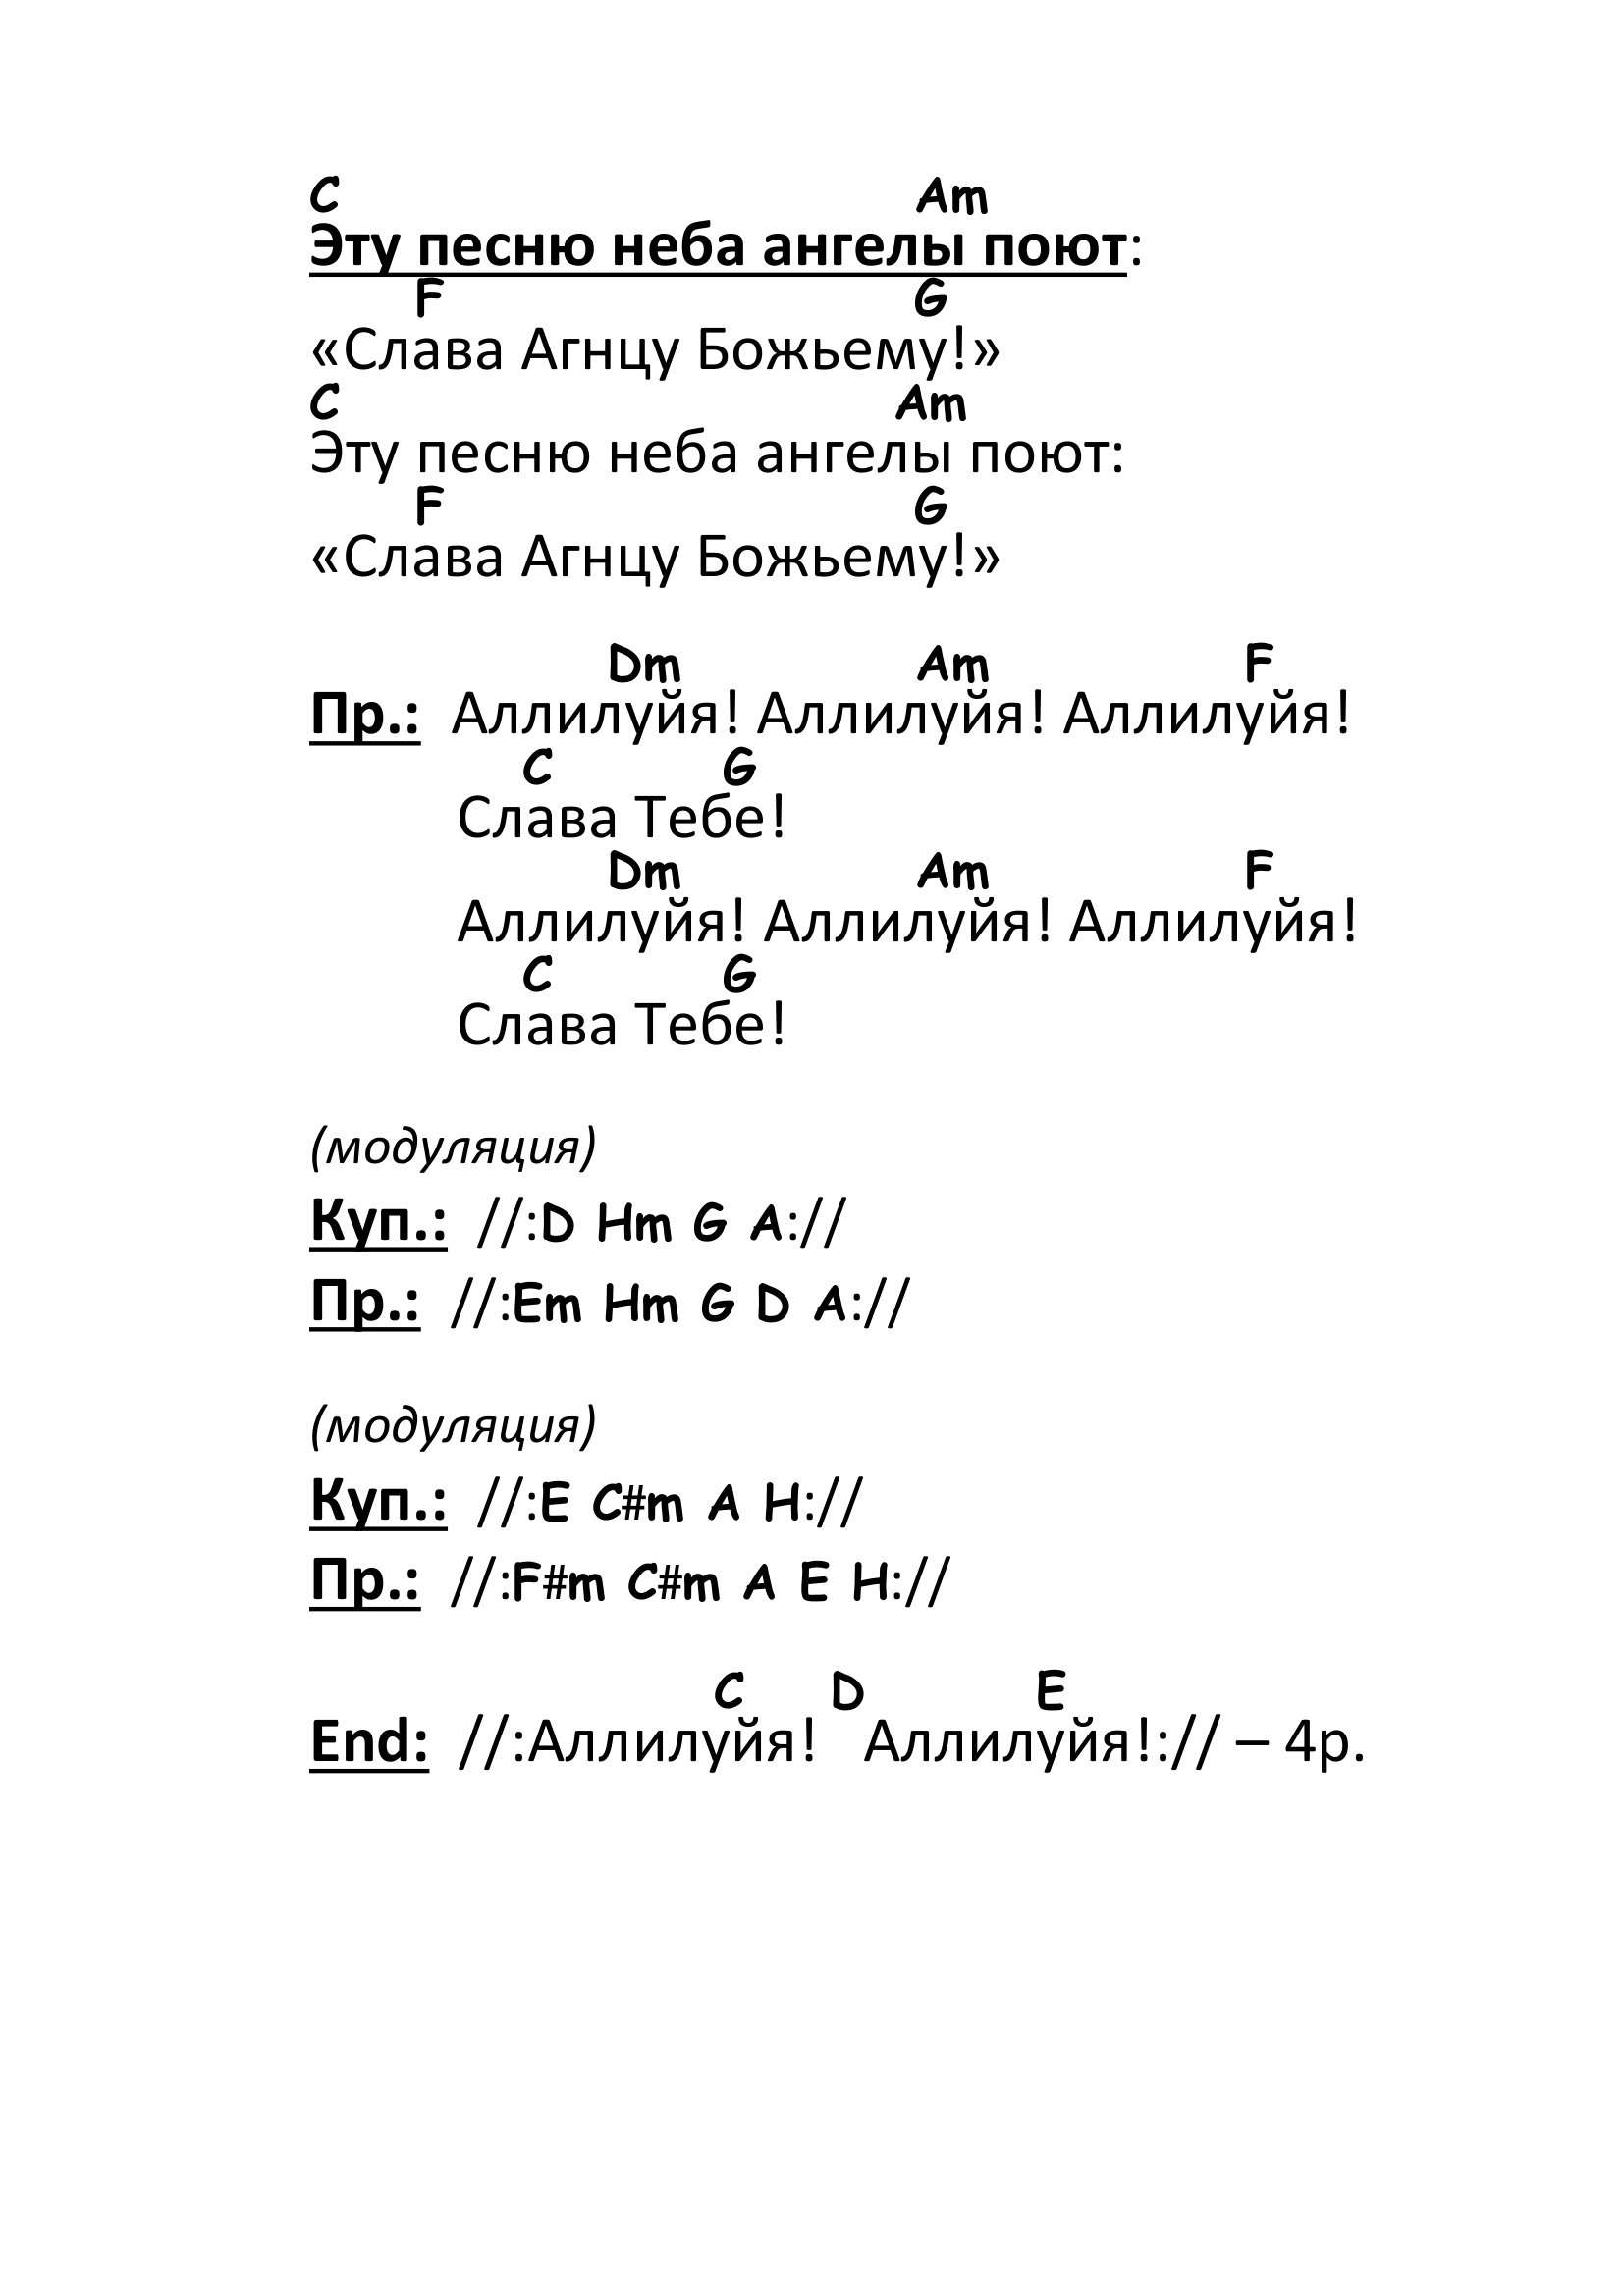 C Am
Эту песню неба ангелы поют:
F G
«Слава Агнцу Божьему!»
C Am
Эту песню неба ангелы поют:
F G
«Слава Агнцу Божьему!»
Dm Am F
Пр.: Аллилуйя! Аллилуйя! Аллилуйя!
C G
Слава Тебе!
Dm Am F
Аллилуйя! Аллилуйя! Аллилуйя!
C G
Слава Тебе!
(модуляция)
Куп.: //:D Hm G A://
Пр.: //:Em Hm G D A://
(модуляция)
Куп.: //:E C#m A H://
Пр.: //:F#m C#m A E H://
C D E
End: //:Аллилуйя! Аллилуйя!:// – 4р.